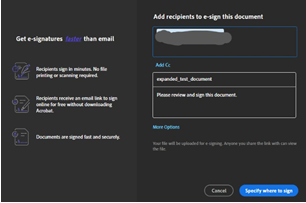 Add recipients to e-sign this document
Get e-signatures faster than email
Add Cc
Recipients sign in minutes. No file
printing or scanning required.
expanded_test_document
Please review and sign this document.
Recipients receive an email link to sign
online for free without downloading
Acrobat.
More Options
Documents are signed fast and securely.
Your file will be uploaded for e-signing. Anyone you share the link with can view
the file
Cancel
Specify where to sign